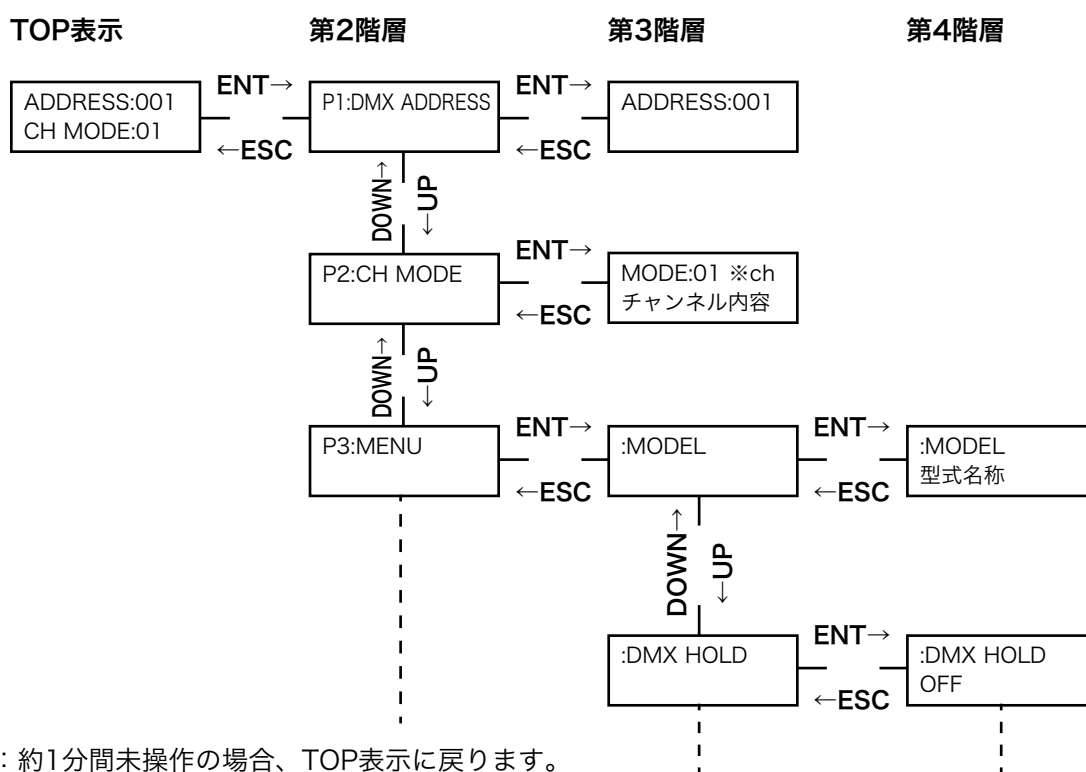 TOP表示 第2階層 第3階層 第4階層
ENT→ ENT→
ADDRESS:001 P1:DMX ADDRESS ADDRESS:001
CH MODE:01
←ESC ←ESC
DOWN→ ←UP
ENT→
P2:CH MODE MODE:01 ※ch
チャンネル内容
←ESC
DOWN→ ←UP
ENT→ ENT→
P3:MENU :MODEL :MODEL
型式名称
←ESC ←ESC
DOWN→ ←UP
ENT→
:DMX HOLD :DMX HOLD
OFF
←ESC
：約1分間未操作の場合、TOP表示に戻ります。